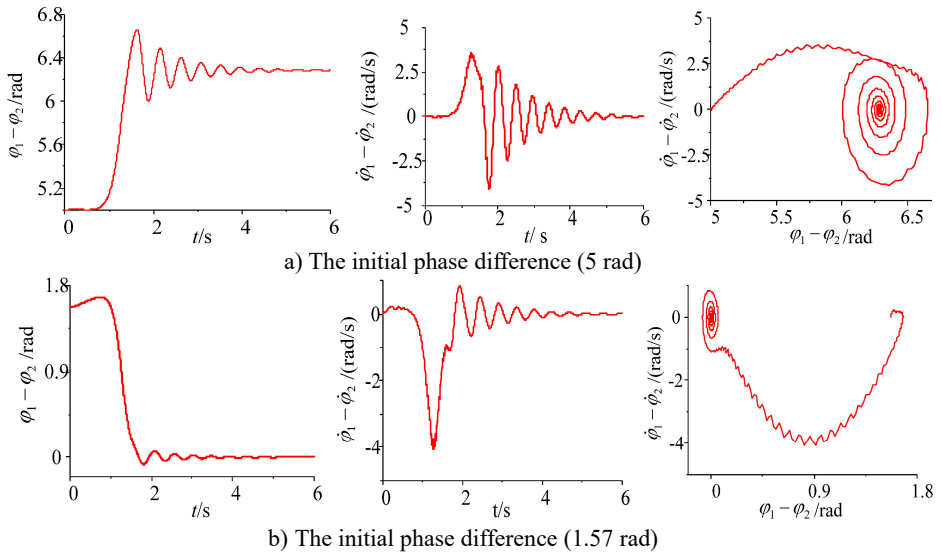 6.8
6.4
6
5.6
5.2
φ₁ − φ₂ /rad
0 2 4 6
t/s
5
2.5
0
-2.5
-5
φ̇₁ − φ̇₂ /(rad/s)
0 2 4 6
t/ s
5
2.5
0
-2.5
-5
φ̇₁ − φ̇₂ /(rad/s)
5 5.5 6 6.5
φ₁ − φ₂/rad
a) The initial phase difference (5 rad)
1.8
0.9
0
φ₁ − φ₂ /rad
0 2 4 6
t/s
0
-2
-4
φ̇₁ − φ̇₂ /(rad/s)
0 2 4 6
t/s
0
-2
-4
φ̇₁ − φ̇₂ /(rad/s)
0 0.9 1.8
φ₁ − φ₂ /rad
b) The initial phase difference (1.57 rad)